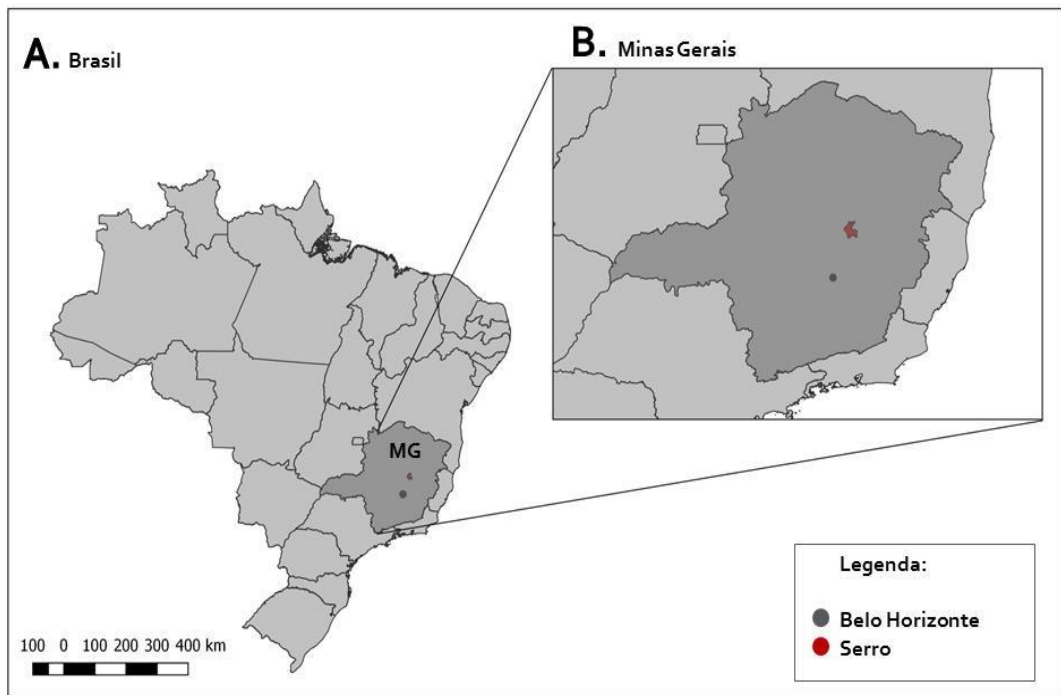 A. Brasil
B. Minas Gerais
MG
Legenda:
Belo Horizonte
Serro
100 0 100 200 300 400 km